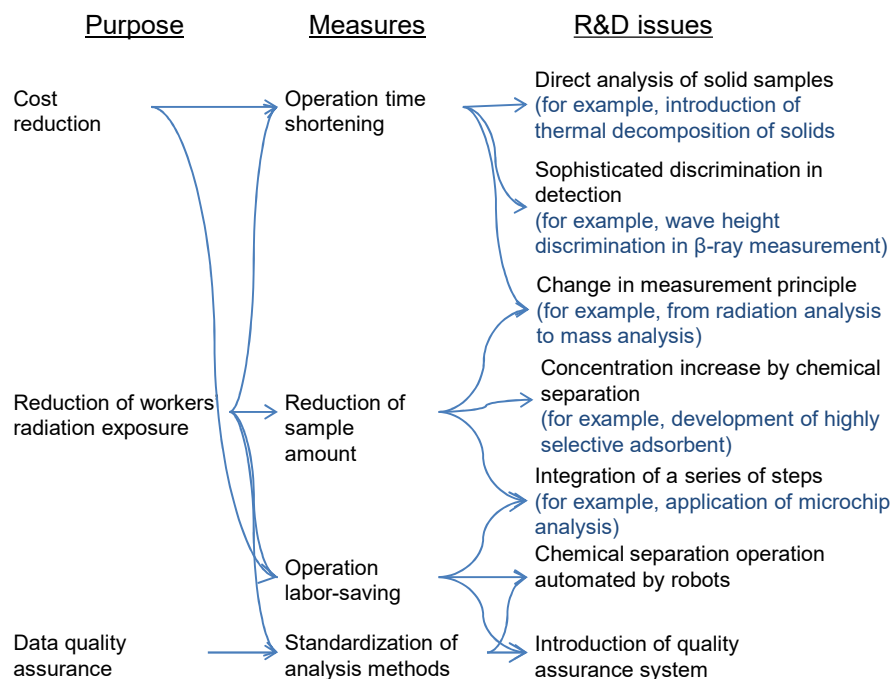 Purpose
Measures
R&D issues
Cost
reduction
Operation time
shortening
Direct analysis of solid samples
(for example, introduction of
thermal decomposition of solids
Sophisticated discrimination in
detection
(for example, wave height
discrimination in β-ray measurement)
Change in measurement principle
(for example, from radiation analysis
to mass analysis)
Reduction of workers'
radiation exposure
Reduction of
sample
amount
Concentration increase by chemical
separation
(for example, development of highly
selective adsorbent)
Integration of a series of steps
(for example, application of microchip
analysis)
Operation
labor-saving
Chemical separation operation
automated by robots
Data quality
assurance
Standardization of
analysis methods
Introduction of quality
assurance system